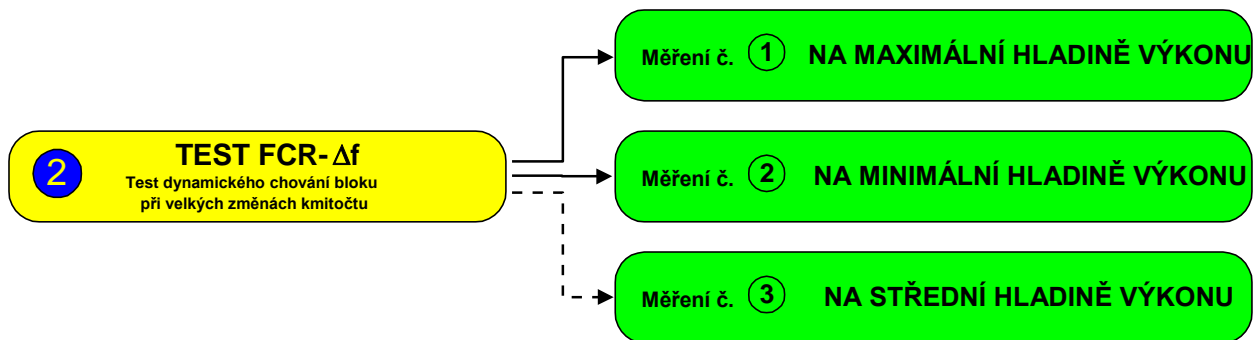 Měření č. 1 NA MAXIMÁLNÍ HLADINĚ VÝKONU
2 TEST FCR- Δf
Test dynamického chování bloku
při velkých změnách kmitočtu
Měření č. 2 NA MINIMÁLNÍ HLADINĚ VÝKONU
Měření č. 3 NA STŘEDNÍ HLADINĚ VÝKONU